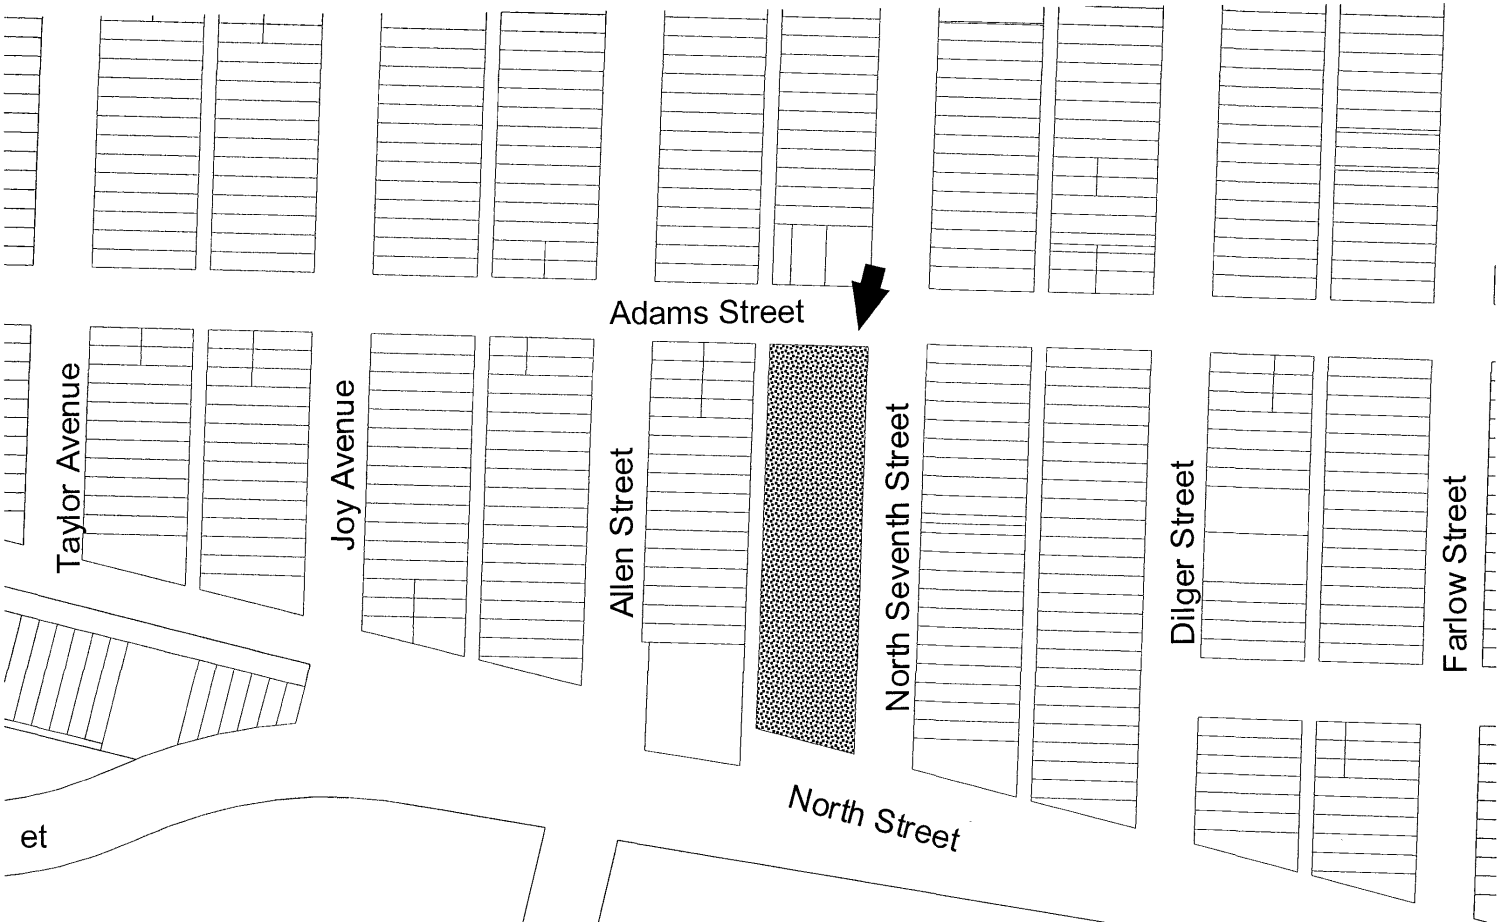 Adams Street
Taylor Avenue
Joy Avenue
Allen Street
North Seventh Street
Dilger Street
Farlow Street
North Street
et